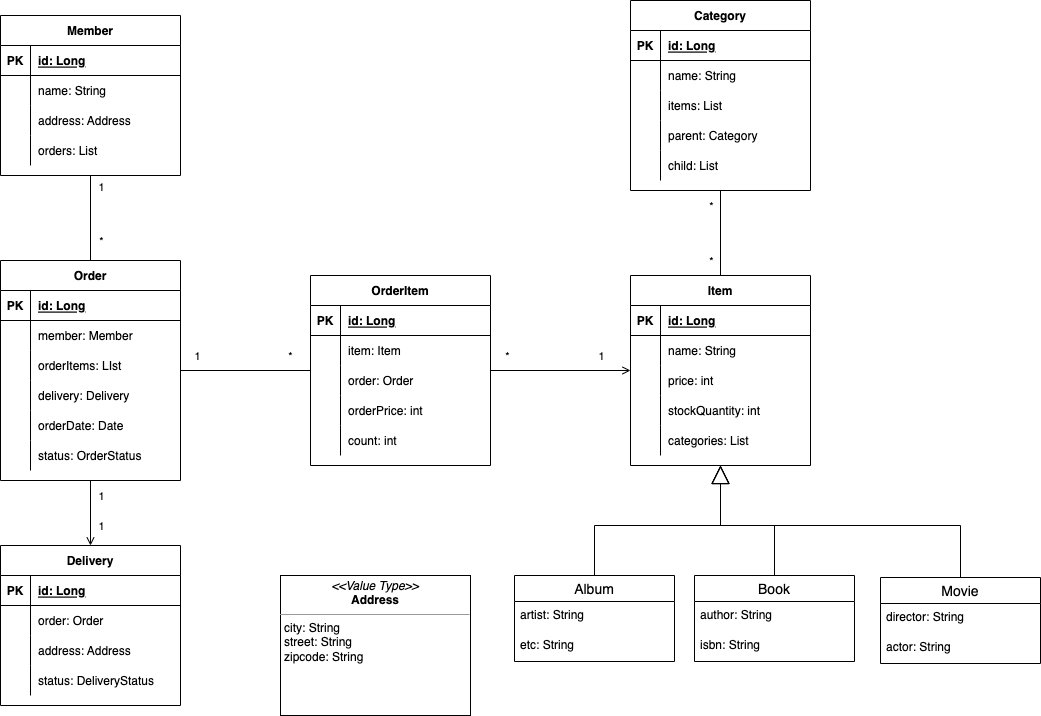 Member
PK id: Long
name: String
address: Address
orders: List
1
*
Category
PK id: Long
name: String
items: List
parent: Category
child: List
*
*
Order
PK id: Long
member: Member
orderItems: LIst
delivery: Delivery
orderDate: Date
status: OrderStatus
1 *
OrderItem
PK id: Long
item: Item
order: Order
orderPrice: int
count: int
* 1
Item
PK id: Long
name: String
price: int
stockQuantity: int
categories: List
1
1
Delivery
PK id: Long
order: Order
address: Address
status: DeliveryStatus
<<Value Type>>
Address
city: String
street: String
zipcode: String
Album
artist: String
etc: String
Book
author: String
isbn: String
Movie
director: String
actor: String